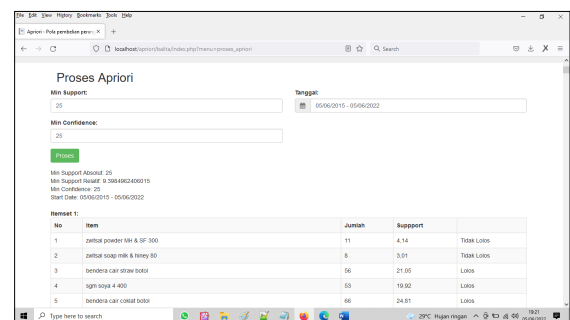 File Edit View History Bookmarks Tools Help
Apriori - Pola pembelian perang
localhost/apriori/balita/index.php?menu=proses_apriori
Search
Proses Apriori
Min Support:
Tanggal:
25
05/06/2015 - 05/06/2022
Min Confidence:
25
Proses
Min Support Absolut: 25
Min Support Relatif: 9.3984962406015
Min Confidence: 25
Start Date: 05/06/2015 - 05/06/2022
Itemset 1:
No Item Jumlah Suppport
1 zwitsal powder MH & SF 300 11 4,14 Tidak Lolos
2 zwitsal soap milk & hiney 80 8 3,01 Tidak Lolos
3 bendera cair straw botol 56 21,05 Lolos
4 sgm soya 4 400 53 19,92 Lolos
5 bendera cair coklat botol 66 24,81 Lolos
Type here to search
29°C Hujan ringan
19:21
05/06/2022